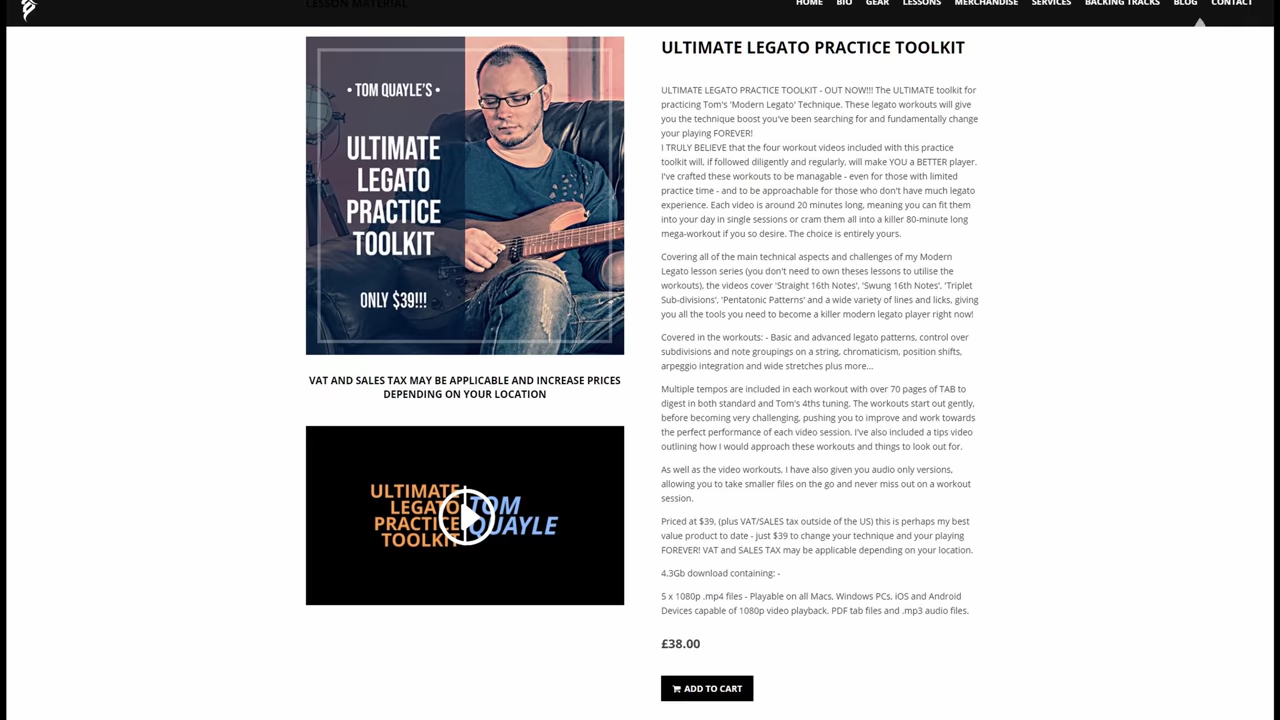 LESSON MATERIAL
HOME BIO GEAR LESSONS MERCHANDISE SERVICES BACKING TRACKS BLOG CONTACT
• TOM QUAYLE'S •
ULTIMATE
LEGATO
PRACTICE
TOOLKIT
ONLY $39!!!
VAT AND SALES TAX MAY BE APPLICABLE AND INCREASE PRICES
DEPENDING ON YOUR LOCATION
ULTIMATE
LEGATO
PRACTICE
TOOLKIT
TOM
QUAYLE
ULTIMATE LEGATO PRACTICE TOOLKIT
ULTIMATE LEGATO PRACTICE TOOLKIT - OUT NOW!!! The ULTIMATE toolkit for
practicing Tom's 'Modern Legato' Technique. These legato workouts will give
you the technique boost you've been searching for and fundamentally change
your playing FOREVER!
I TRULY BELIEVE that the four workout videos included with this practice
toolkit will, if followed diligently and regularly, will make YOU a BETTER player.
I've crafted these workouts to be managable - even for those with limited
practice time - and to be approachable for those who don't have much legato
experience. Each video is around 20 minutes long, meaning you can fit them
into your day in single sessions or cram them all into a killer 80-minute long
mega-workout if you so desire. The choice is entirely yours.
Covering all of the main technical aspects and challenges of my Modern
Legato lesson series (you don't need to own theses lessons to utilise the
workouts), the videos cover 'Straight 16th Notes', 'Swung 16th Notes', 'Triplet
Sub-divisions', 'Pentatonic Patterns' and a wide variety of lines and licks, giving
you all the tools you need to become a killer modern legato player right now!
Covered in the workouts: - Basic and advanced legato patterns, control over
subdivisions and note groupings on a string, chromaticism, position shifts,
arpeggio integration and wide stretches plus more...
Multiple tempos are included in each workout with over 70 pages of TAB to
digest in both standard and Tom's 4ths tuning. The workouts start out gently,
before becoming very challenging, pushing you to improve and work towards
the perfect performance of each video session. I've also included a tips video
outlining how I would approach these workouts and things to look out for.
As well as the video workouts, I have also given you audio only versions,
allowing you to take smaller files on the go and never miss out on a workout
session.
Priced at $39, (plus VAT/SALES tax outside of the US) this is perhaps my best
value product to date - just $39 to change your technique and your playing
FOREVER! VAT and SALES TAX may be applicable depending on your location.
4.3Gb download containing: -
5 x 1080p .mp4 files - Playable on all Macs, Windows PCs, iOS and Android
Devices capable of 1080p video playback. PDF tab files and .mp3 audio files.
£38.00
ADD TO CART